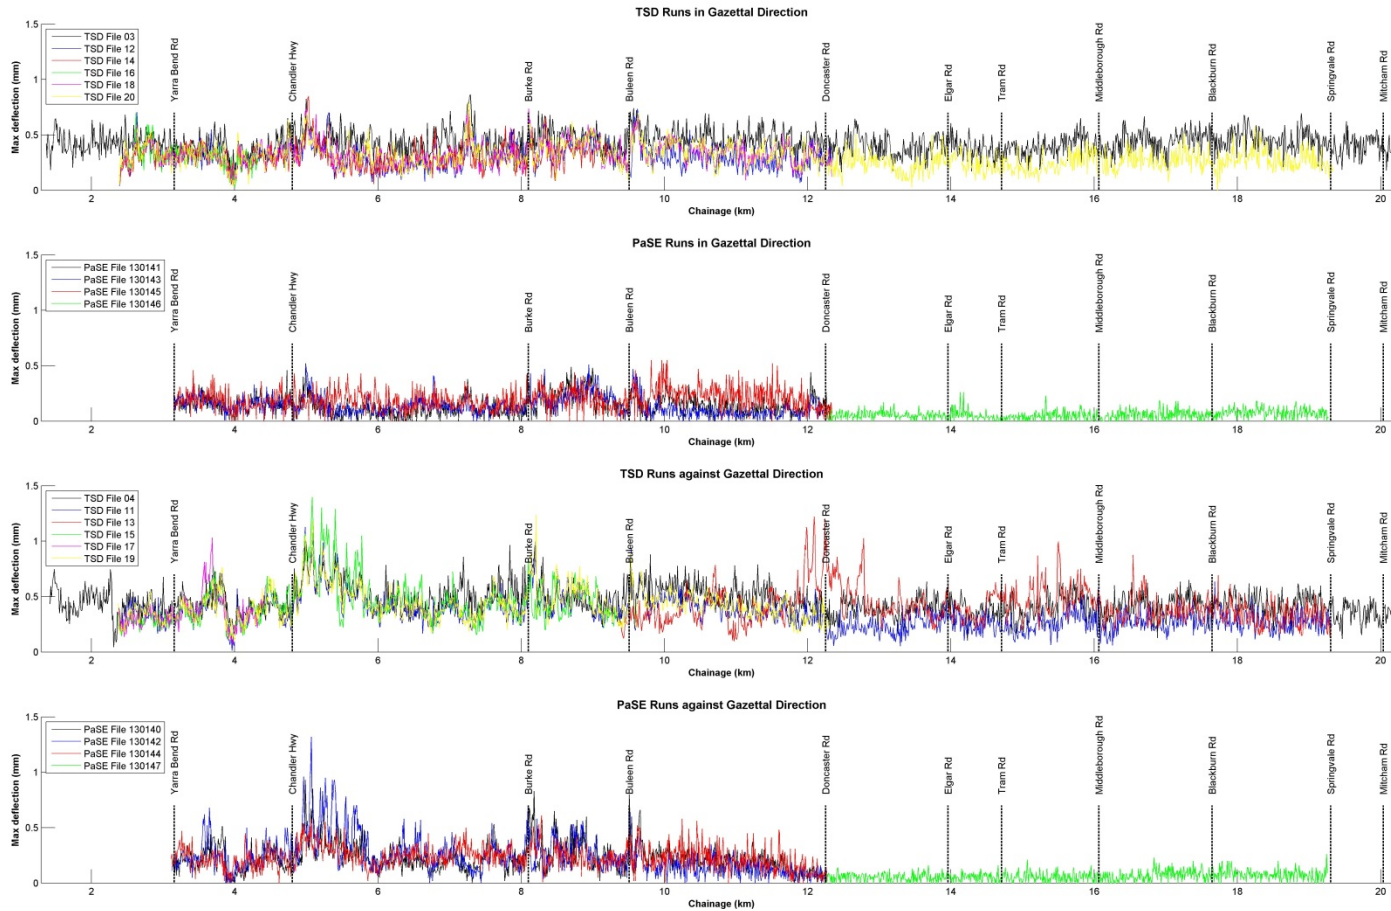 TSD Runs in Gazettal Direction
1.5
1
0.5
0
Max deflection (mm)
TSD File 03
TSD File 12
TSD File 14
TSD File 16
TSD File 18
TSD File 20
Yarra Bend Rd
Chandler Hwy
Burke Rd
Buleen Rd
Doncaster Rd
Elgar Rd
Tram Rd
Middleborough Rd
Blackburn Rd
Springvale Rd
Mitcham Rd
2 4 6 8 10 12 14 16 18 20
Chainage (km)
PaSE Runs in Gazettal Direction
1.5
1
0.5
0
Max deflection (mm)
PaSE File 130141
PaSE File 130143
PaSE File 130145
PaSE File 130146
Yarra Bend Rd
Chandler Hwy
Burke Rd
Buleen Rd
Doncaster Rd
Elgar Rd
Tram Rd
Middleborough Rd
Blackburn Rd
Springvale Rd
Mitcham Rd
2 4 6 8 10 12 14 16 18 20
Chainage (km)
TSD Runs against Gazettal Direction
1.5
1
0.5
0
Max deflection (mm)
TSD File 04
TSD File 11
TSD File 13
TSD File 15
TSD File 17
TSD File 19
Yarra Bend Rd
Chandler Hwy
Burke Rd
Buleen Rd
Doncaster Rd
Elgar Rd
Tram Rd
Middleborough Rd
Blackburn Rd
Springvale Rd
Mitcham Rd
2 4 6 8 10 12 14 16 18 20
Chainage (km)
PaSE Runs against Gazettal Direction
1.5
1
0.5
0
Max deflection (mm)
PaSE File 130140
PaSE File 130142
PaSE File 130144
PaSE File 130147
Yarra Bend Rd
Chandler Hwy
Burke Rd
Buleen Rd
Doncaster Rd
Elgar Rd
Tram Rd
Middleborough Rd
Blackburn Rd
Springvale Rd
Mitcham Rd
2 4 6 8 10 12 14 16 18 20
Chainage (km)